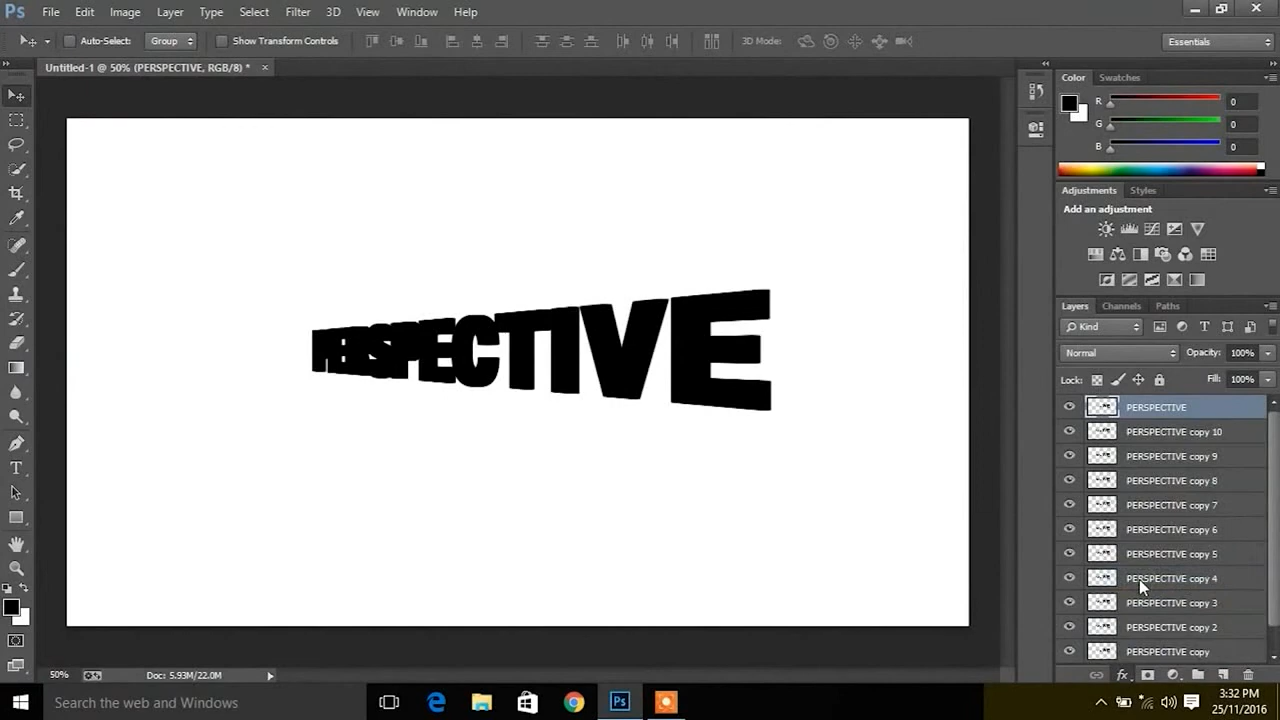 Ps File Edit Image Layer Type Select Filter 3D View Window Help
Auto-Select: Group Show Transform Controls 3D Mode: Essentials
Untitled-1 @ 50% (PERSPECTIVE, RGB/8) * ×
Color Swatches
R 0
G 0
B 0
Adjustments Styles
Add an adjustment
PERSPECTIVE
Layers Channels Paths
Kind
Normal Opacity: 100%
Lock: Fill: 100%
PERSPECTIVE
PERSPECTIVE copy 10
PERSPECTIVE copy 9
PERSPECTIVE copy 8
PERSPECTIVE copy 7
PERSPECTIVE copy 6
PERSPECTIVE copy 5
PERSPECTIVE copy 4
PERSPECTIVE copy 3
PERSPECTIVE copy 2
PERSPECTIVE copy
50% Doc: 5.93M/22.0M
fx
Search the web and Windows
Ps
3:32 PM
25/11/2016